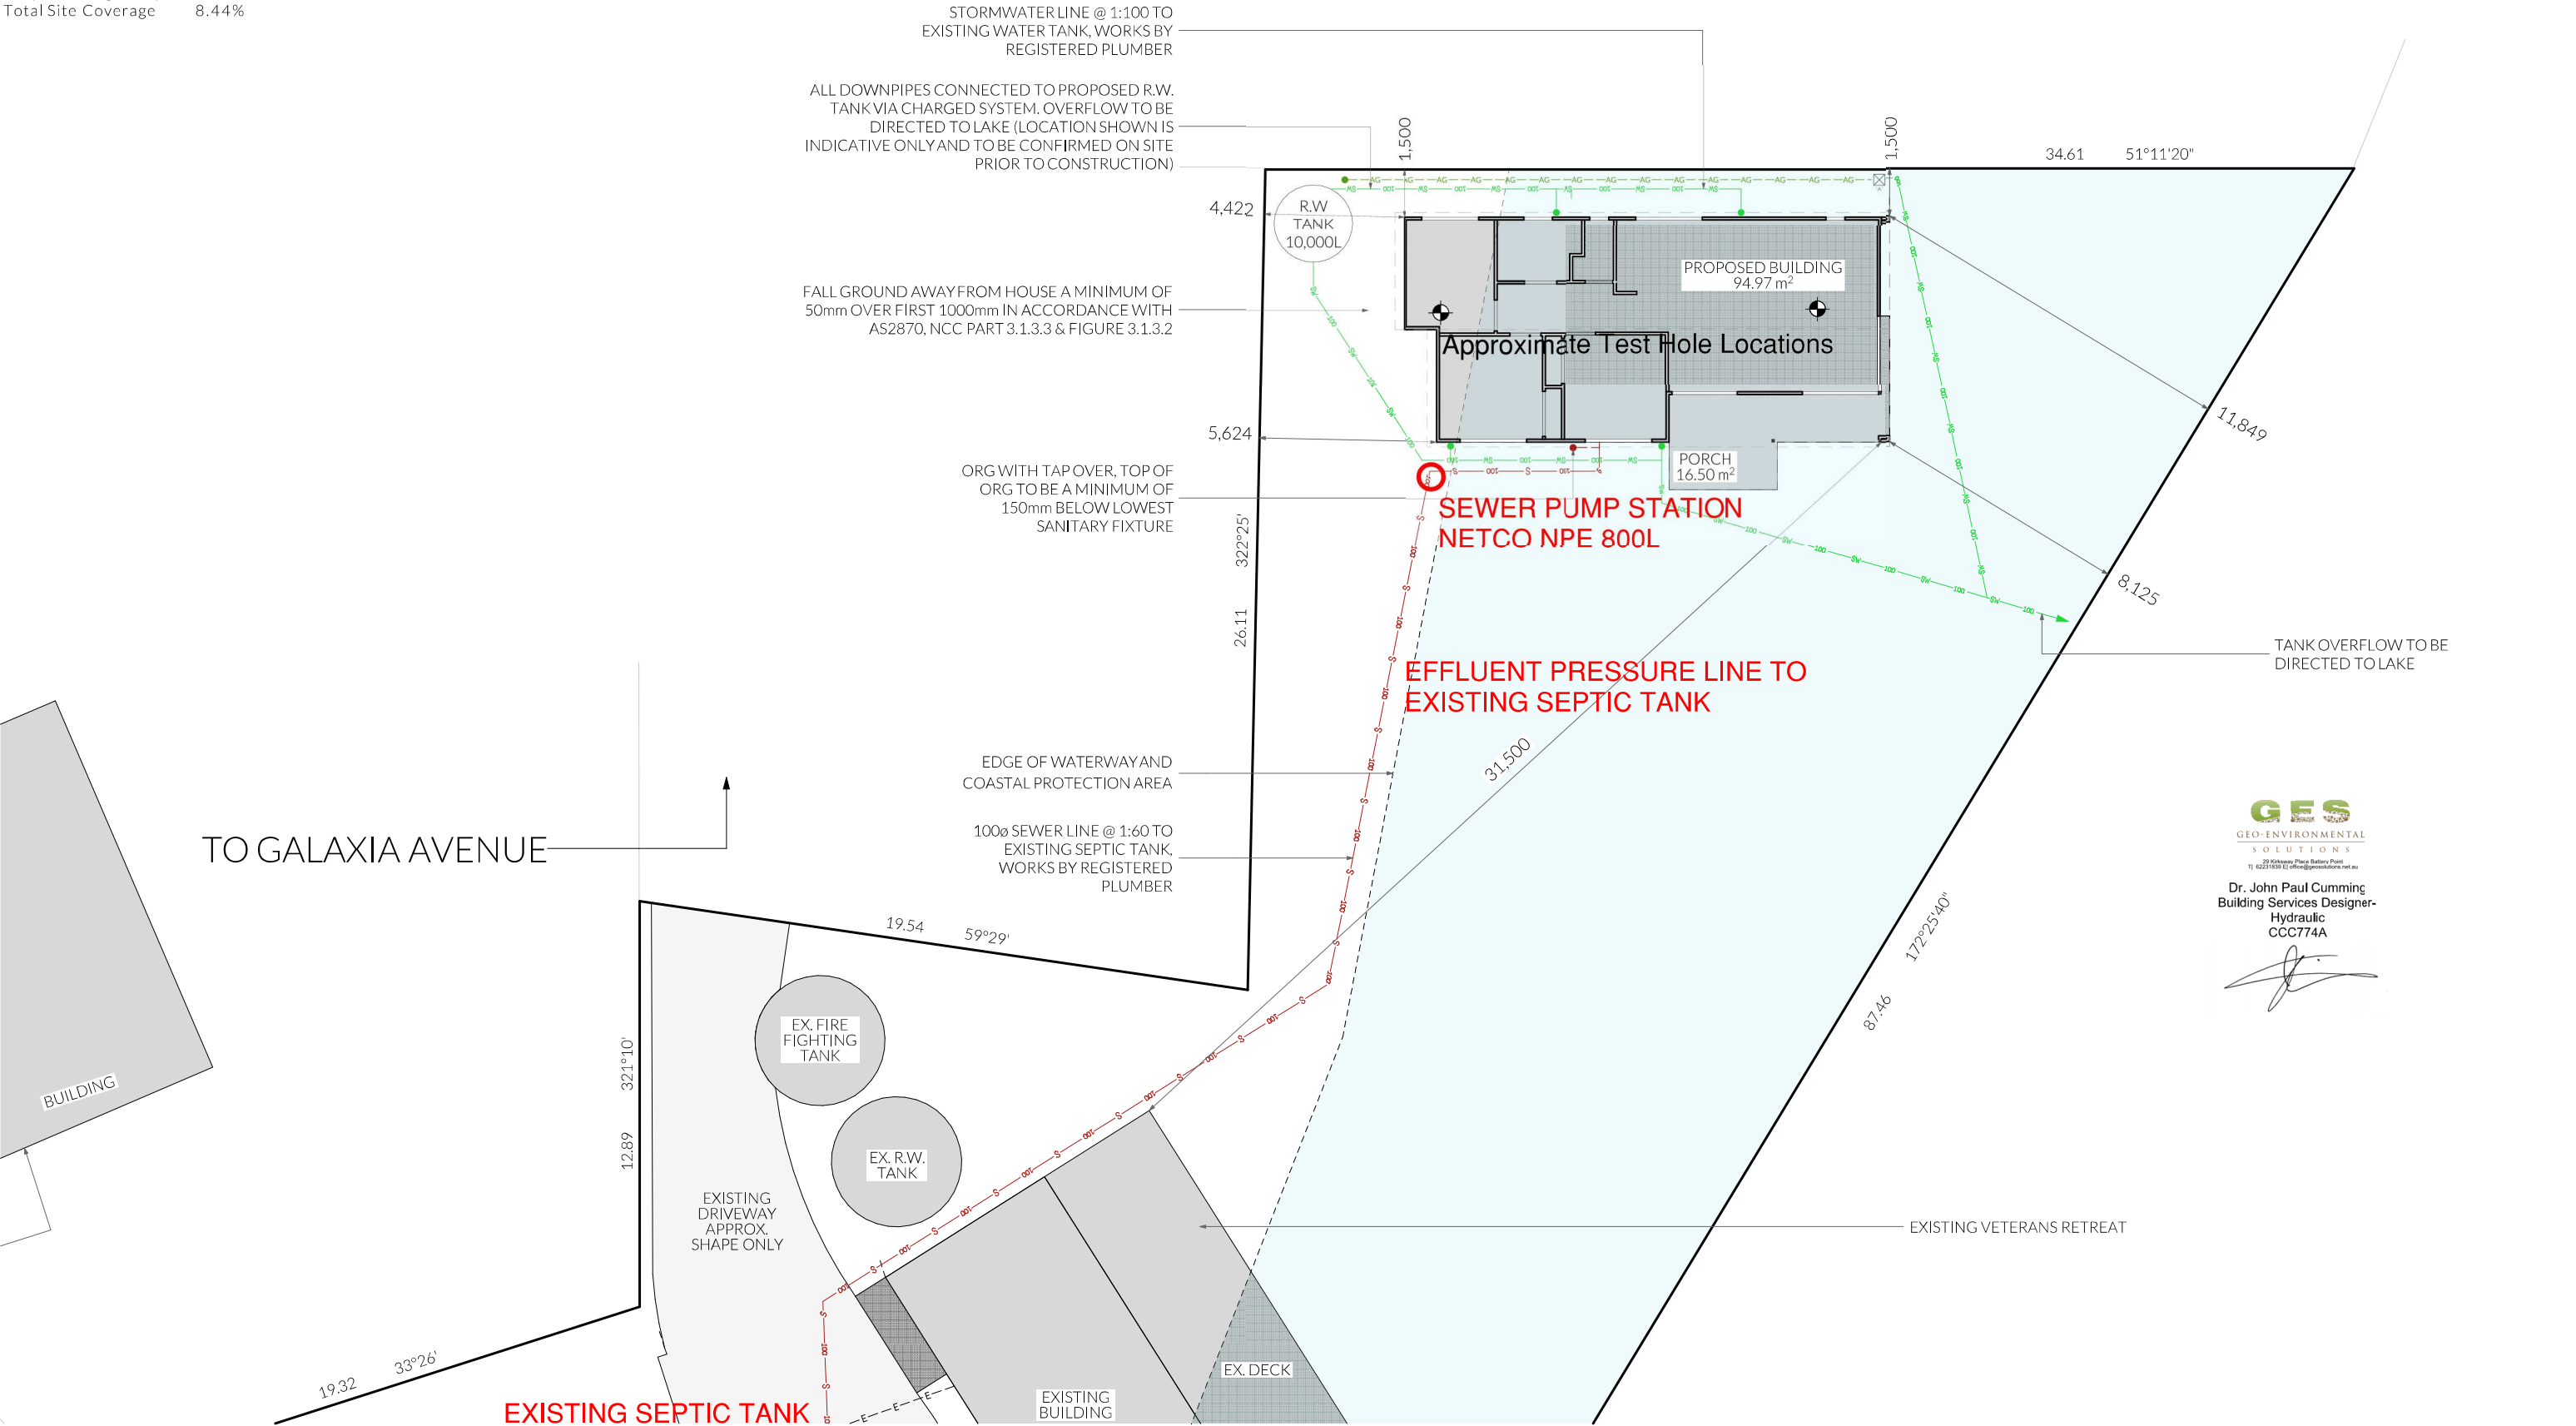 Total Site Coverage 8.44%
STORMWATER LINE @ 1:100 TO
EXISTING WATER TANK, WORKS BY
REGISTERED PLUMBER
ALL DOWNPIPES CONNECTED TO PROPOSED R.W.
TANK VIA CHARGED SYSTEM. OVERFLOW TO BE
DIRECTED TO LAKE (LOCATION SHOWN IS
INDICATIVE ONLY AND TO BE CONFIRMED ON SITE
PRIOR TO CONSTRUCTION)
1,500
1,500
34.61 51°11'20"
4,422
R.W
TANK
10,000L
PROPOSED BUILDING
94.97 m²
FALL GROUND AWAY FROM HOUSE A MINIMUM OF
50mm OVER FIRST 1000mm IN ACCORDANCE WITH
AS2870, NCC PART 3.1.3.3 & FIGURE 3.1.3.2
Approximate Test Hole Locations
11,849
5,624
PORCH
16.50 m²
ORG WITH TAP OVER, TOP OF
ORG TO BE A MINIMUM OF
150mm BELOW LOWEST
SANITARY FIXTURE
SEWER PUMP STATION
NETCO NPE 800L
322°25'
26.11
8,125
TANK OVERFLOW TO BE
DIRECTED TO LAKE
EFFLUENT PRESSURE LINE TO
EXISTING SEPTIC TANK
31,500
EDGE OF WATERWAY AND
COASTAL PROTECTION AREA
100ø SEWER LINE @ 1:60 TO
EXISTING SEPTIC TANK,
WORKS BY REGISTERED
PLUMBER
TO GALAXIA AVENUE
GES
GEO-ENVIRONMENTAL
SOLUTIONS
29 Kirksway Place Battery Point
T| 62231839 E| office@geosolutions.net.au
Dr. John Paul Cumming
Building Services Designer-
Hydraulic
CCC774A
19.54 59°29'
172°25'40"
87.46
EX. FIRE
FIGHTING
TANK
321°10'
12.89
BUILDING
EX. R.W.
TANK
EXISTING
DRIVEWAY
APPROX.
SHAPE ONLY
EXISTING VETERANS RETREAT
19.32 33°26'
EX. DECK
EXISTING
BUILDING
EXISTING SEPTIC TANK